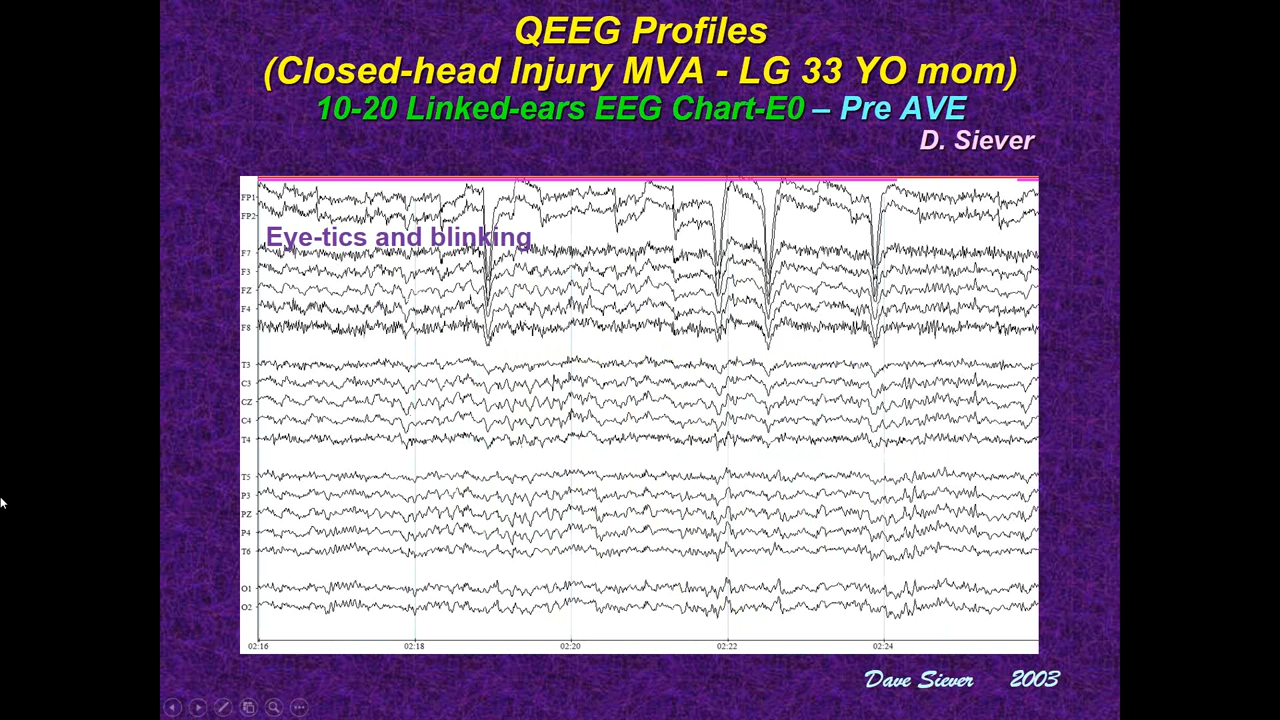 QEEG Profiles
(Closed-head Injury MVA - LG 33 YO mom)
10-20 Linked-ears EEG Chart-E0 – Pre AVE
D. Siever
FP1
FP2
Eye-tics and blinking
F7
F3
FZ
F4
F8
T3
C3
CZ
C4
T4
T5
P3
PZ
P4
T6
O1
O2
02:16 02:18 02:20 02:22 02:24
Dave Siever 2003